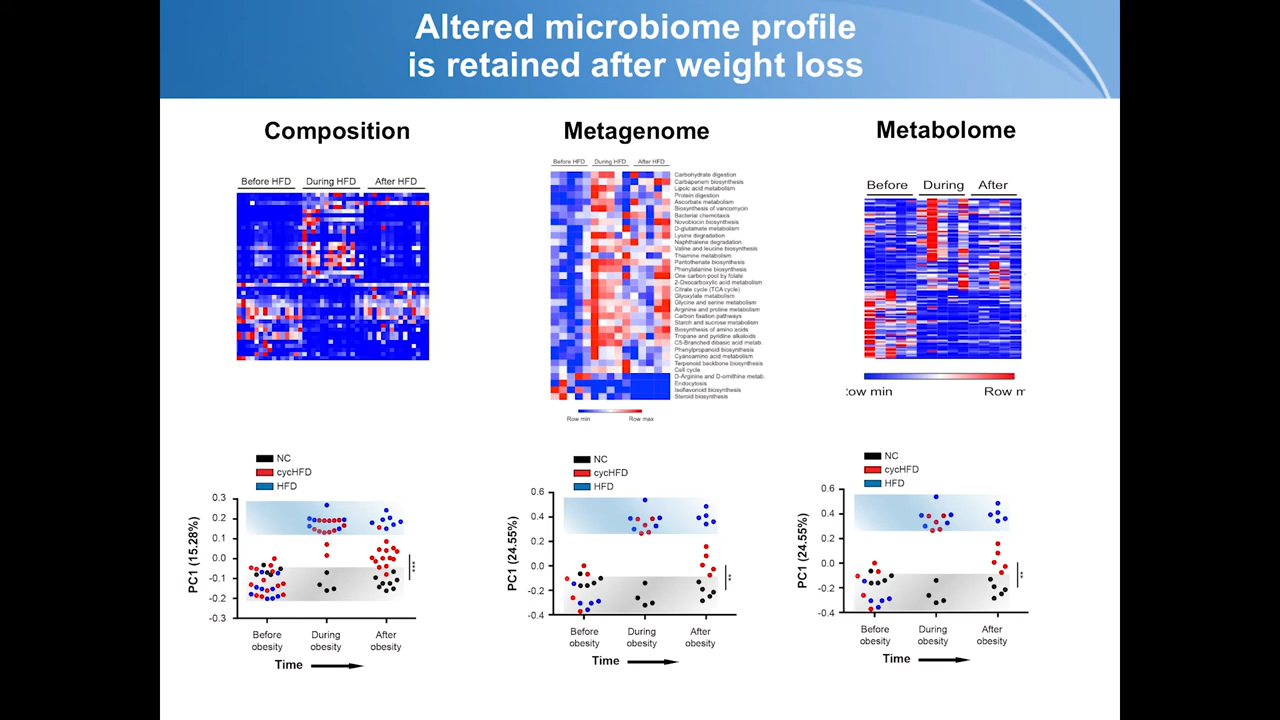 Altered microbiome profile
is retained after weight loss
Composition
Before HFD During HFD After HFD
NC
cycHFD
HFD
PC1 (15.28%)
0.3
0.2
0.1
0.0
-0.1
-0.2
-0.3
***
Before obesity
During obesity
After obesity
Time
Metagenome
Before HFD During HFD After HFD
Carbohydrate digestion
Carbapenem biosynthesis
Lipoic acid metabolism
Protein digestion
Ascorbate metabolism
Biosynthesis of vancomycin
Bacterial chemotaxis
Novobiocin biosynthesis
D-glutamate metabolism
Lysine degradation
Naphthalene degradation
Valine and leucine biosynthesis
Thiamine metabolism
Pantothenate biosynthesis
Phenylalanine biosynthesis
One carbon pool by folate
2-Oxocarboxylic acid metabolism
Citrate cycle (TCA cycle)
Glyoxylate metabolism
Glycine and serine metabolism
Arginine and proline metabolism
Carbon fixation pathways
Starch and sucrose metabolism
Biosynthesis of amino acids
Tropane and pyridine alkaloids
C5-Branched dibasic acid metab.
Phenylpropanoid biosynthesis
Cyanoamino acid metabolism
Terpenoid backbone biosynthesis
Cell cycle
D-Arginine and D-ornithine metab.
Endocytosis
Isoflavonoid biosynthesis
Steroid biosynthesis
Row min Row max
NC
cycHFD
HFD
PC1 (24.55%)
0.6
0.4
0.2
0.0
-0.2
-0.4
**
Before obesity
During obesity
After obesity
Time
Metabolome
Before During After
ow min Row m
NC
cycHFD
HFD
PC1 (24.55%)
0.6
0.4
0.2
0.0
-0.2
-0.4
**
Before obesity
During obesity
After obesity
Time